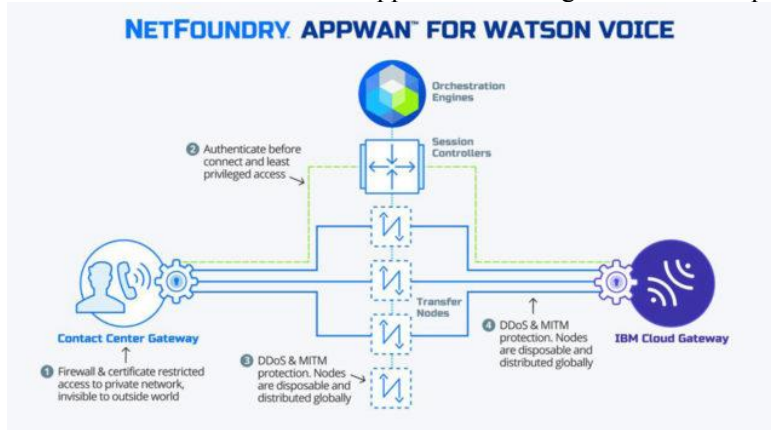 NETFOUNDRY. APPWAN™ FOR WATSON VOICE
Orchestration
Engines
Session
Controllers
2 Authenticate before
connect and least
privileged access
Transfer
Nodes
Contact Center Gateway
IBM Cloud Gateway
1 Firewall & certificate restricted
access to private network,
invisible to outside world
3 DDoS & MITM
protection. Nodes
are disposable and
distributed globally
4 DDoS & MITM
protection. Nodes
are disposable and
distributed globally